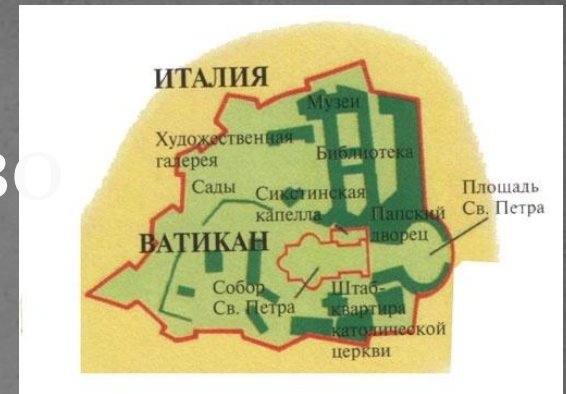 ИТАЛИЯ
Музеи
Художественная
галерея
Библиотека
Сады
Сикстинская
капелла
Папский
дворец
Площадь
Св. Петра
ВАТИКАН
Собор
Св. Петра
Штаб-
квартира
католической
церкви